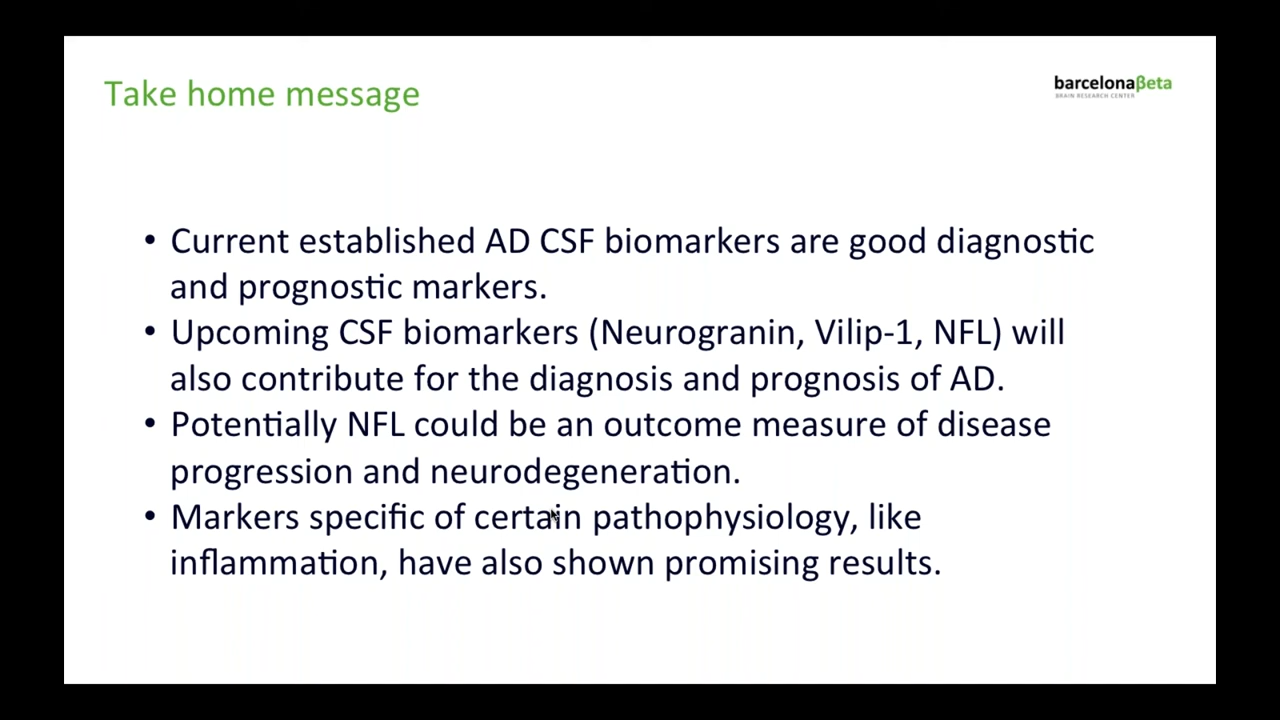 Take home message
barcelonaβeta
BRAIN RESEARCH CENTER
• Current established AD CSF biomarkers are good diagnostic
and prognostic markers.
• Upcoming CSF biomarkers (Neurogranin, Vilip-1, NFL) will
also contribute for the diagnosis and prognosis of AD.
• Potentially NFL could be an outcome measure of disease
progression and neurodegeneration.
• Markers specific of certain pathophysiology, like
inflammation, have also shown promising results.